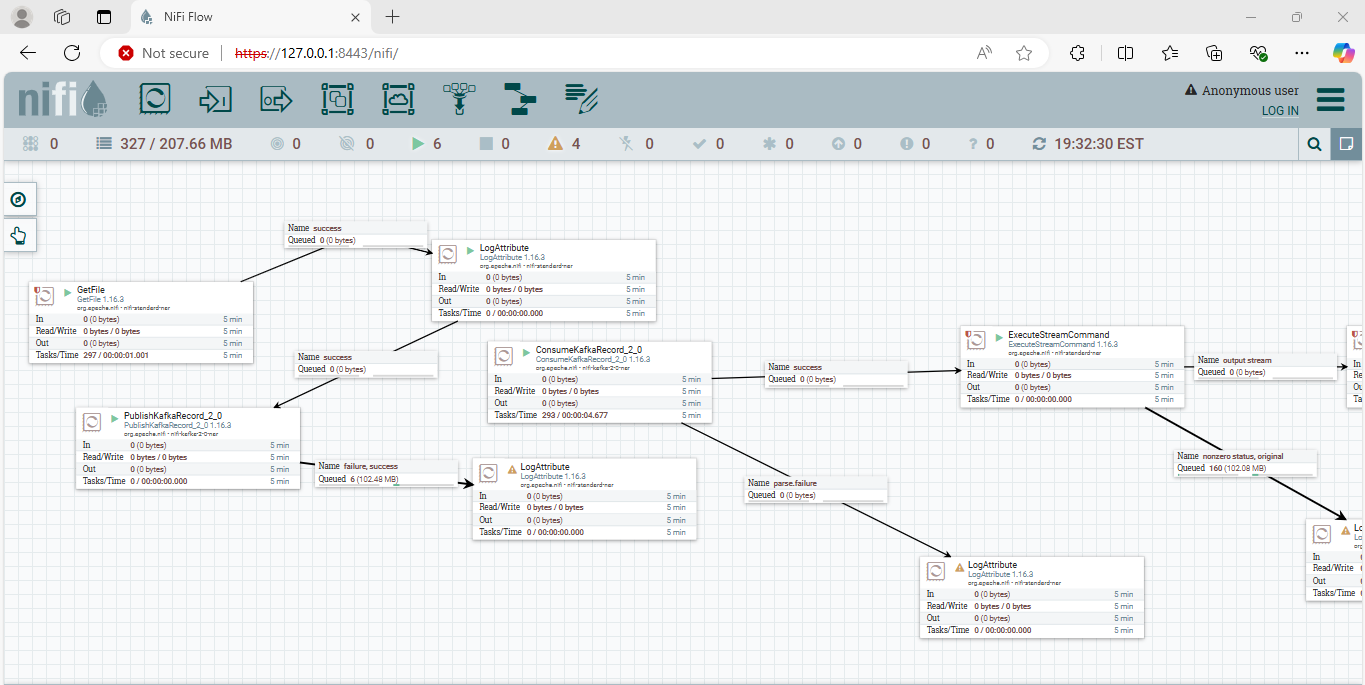 NiFi Flow
Not secure
https://127.0.0.1:8443/nifi/
nifi
Anonymous user
LOG IN
0
327 / 207.66 MB
0
0
6
0
4
0
0
0
0
0
0
19:32:30 EST
Name success
Queued 0 (0 bytes)
LogAttribute
LogAttribute 1.16.3
org.apache.nifi - nifi-standard-nar
In 0 (0 bytes) 5 min
Read/Write 0 bytes / 0 bytes 5 min
Out 0 (0 bytes) 5 min
Tasks/Time 0 / 00:00:00.000 5 min
GetFile
GetFile 1.16.3
org.apache.nifi - nifi-standard-nar
In 0 (0 bytes) 5 min
Read/Write 0 bytes / 0 bytes 5 min
Out 0 (0 bytes) 5 min
Tasks/Time 297 / 00:00:01.001 5 min
Name success
Queued 0 (0 bytes)
ConsumeKafkaRecord_2_0
ConsumeKafkaRecord_2_0 1.16.3
org.apache.nifi - nifi-kafka-2-0-nar
In 0 (0 bytes) 5 min
Read/Write 0 bytes / 0 bytes 5 min
Out 0 (0 bytes) 5 min
Tasks/Time 293 / 00:00:04.677 5 min
Name success
Queued 0 (0 bytes)
ExecuteStreamCommand
ExecuteStreamCommand 1.16.3
org.apache.nifi - nifi-standard-nar
In 0 (0 bytes) 5 min
Read/Write 0 bytes / 0 bytes 5 min
Out 0 (0 bytes) 5 min
Tasks/Time 0 / 00:00:00.000 5 min
Name output stream
Queued 0 (0 bytes)
In
Re
Ou
Ta
PublishKafkaRecord_2_0
PublishKafkaRecord_2_0 1.16.3
org.apache.nifi - nifi-kafka-2-0-nar
In 0 (0 bytes) 5 min
Read/Write 0 bytes / 0 bytes 5 min
Out 0 (0 bytes) 5 min
Tasks/Time 0 / 00:00:00.000 5 min
Name failure, success
Queued 6 (102.48 MB)
LogAttribute
LogAttribute 1.16.3
org.apache.nifi - nifi-standard-nar
In 0 (0 bytes) 5 min
Read/Write 0 bytes / 0 bytes 5 min
Out 0 (0 bytes) 5 min
Tasks/Time 0 / 00:00:00.000 5 min
Name parse.failure
Queued 0 (0 bytes)
Name nonzero status, original
Queued 160 (102.08 MB)
LogAttribute
LogAttribute 1.16.3
org.apache.nifi - nifi-standard-nar
In 0 (0 bytes) 5 min
Read/Write 0 bytes / 0 bytes 5 min
Out 0 (0 bytes) 5 min
Tasks/Time 0 / 00:00:00.000 5 min
Lo
Lo
org
In
Read/Write
Out
Tasks/Time